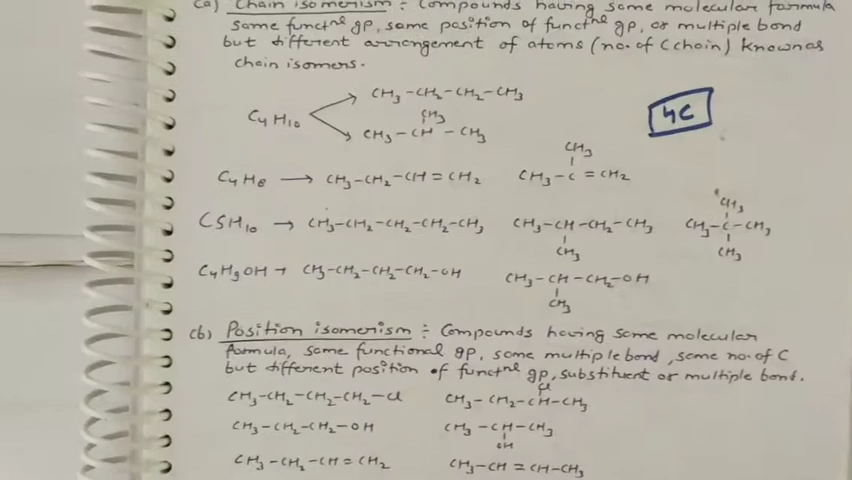 (a) Chain isomerism :- Compounds having same molecular formula
same functnal gp, same position of functnal gp, or multiple bond
but different arrangement of atoms (no. of C chain) known as
chain isomers.
CH3-CH2-CH2-CH3
C4H10
CH3
CH3-CH-CH3
4C
CH3
C4H8 → CH3-CH2-CH=CH2 CH3-C=CH2
CH3
C5H10 → CH3-CH2-CH2-CH2-CH3 CH3-CH-CH2-CH3 CH3-C-CH3
CH3 CH3
C4H9OH → CH3-CH2-CH2-CH2-OH CH3-CH-CH2-OH
CH3
(b) Position isomerism :- Compounds having same molecular
formula, same functional gp, same multiple bond, same no. of C
but different position of functnal gp, substituent or multiple bond.
Cl
CH3-CH2-CH2-CH2-Cl CH3-CH2-CH-CH3
CH3-CH2-CH2-OH CH3-CH-CH3
OH
CH3-CH2-CH=CH2 CH3-CH=CH-CH3